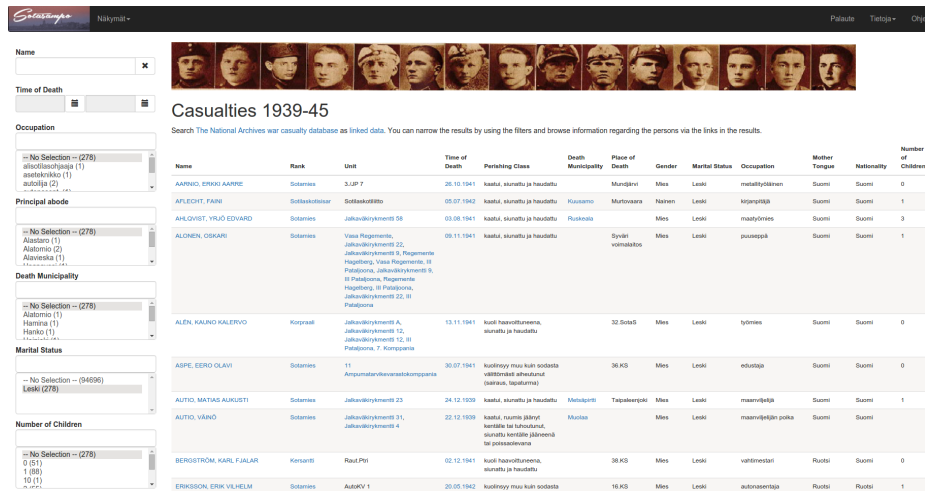 Sotasampo Näkymät Palaute Tietoja Ohje
Name
Time of Death
Occupation
-- No Selection -- (278)
alisotilasohjaaja (1)
aseteknikko (1)
autoilija (2)
Principal abode
-- No Selection -- (278)
Alastaro (1)
Alatornio (2)
Alavieska (1)
Death Municipality
-- No Selection -- (278)
Alatornio (1)
Hamina (1)
Hanko (1)
Marital Status
-- No Selection -- (94696)
Leski (278)
Number of Children
-- No Selection -- (278)
0 (51)
1 (88)
10 (1)
Casualties 1939-45
Search The National Archives war casualty database as linked data. You can narrow the results by using the filters and browse information regarding the persons via the links in the results.
Name Rank Unit Time of Death Perishing Class Death Municipality Place of Death Gender Marital Status Occupation Mother Tongue Nationality Number of Children
AARNIO, ERKKI AARRE Sotamies 3./JP 7 26.10.1941 kaatui, siunattu ja haudattu Mundjärvi Mies Leski metallityöläinen Suomi Suomi 0
AFLECHT, FAINI Sotilaskotisisar Sotilaskotiliitto 05.07.1942 kaatui, siunattu ja haudattu Kuusamo Murtovaara Nainen Leski kirjanpitäjä Suomi Suomi 1
AHLQVIST, YRJÖ EDVARD Sotamies Jalkaväkirykmentti 58 03.08.1941 kaatui, siunattu ja haudattu Ruskeala Mies Leski maatyömies Suomi Suomi 3
ALONEN, OSKARI Sotamies Vasa Regemente, 09.11.1941 kaatui, siunattu ja haudattu Syväri Mies Leski puuseppä Suomi Suomi 1
Jalkaväkirykmentti 22, voimalaitos
Jalkaväkirykmentti 9, Regemente
Hagelberg, Vasa Regemente, III
Pataljoona, Jalkaväkirykmentti 9,
III Pataljoona, Regemente
Hagelberg, III Pataljoona,
Jalkaväkirykmentti 22, III
Pataljoona
ALÉN, KAUNO KALERVO Korpraali Jalkaväkirykmentti A, 13.11.1941 kuoli haavoittuneena, 32.SotaS Mies Leski työmies Suomi Suomi 0
Jalkaväkirykmentti 12, siunattu ja haudattu
Jalkaväkirykmentti 12, III
Pataljoona, 7. Komppania
ASPE, EERO OLAVI Sotamies 11 30.07.1941 kuolinsyy muu kuin sodasta 36.KS Mies Leski edustaja Suomi Suomi 0
Ampumatarvikevarastokomppania välittömästi aiheutunut
(sairaus, tapaturma)
AUTIO, MATIAS AUKUSTI Sotamies Jalkaväkirykmentti 23 24.12.1939 kaatui, siunattu ja haudattu Metsäpirtti Taipaleenjoki Mies Leski maanviljelijä Suomi Suomi 1
AUTIO, VÄINÖ Sotamies Jalkaväkirykmentti 31, 22.12.1939 kaatui, ruumis jäänyt Muolaa Mies Leski maanviljelijän poika Suomi Suomi
Jalkaväkirykmentti 4 kentälle tai tuhoutunut,
siunattu kentälle jääneenä
tai poissaolevana
BERGSTRÖM, KARL FJALAR Kersantti Raut.Ptri 02.12.1941 kuoli haavoittuneena, 38.KS Mies Leski vahtimestari Ruotsi Suomi 0
siunattu ja haudattu
ERIKSSON, ERIK VILHELM Sotamies AutoKV 1 20.05.1942 kuolinsyy muu kuin sodasta 16.KS Mies Leski autonasentaja Ruotsi Ruotsi 1